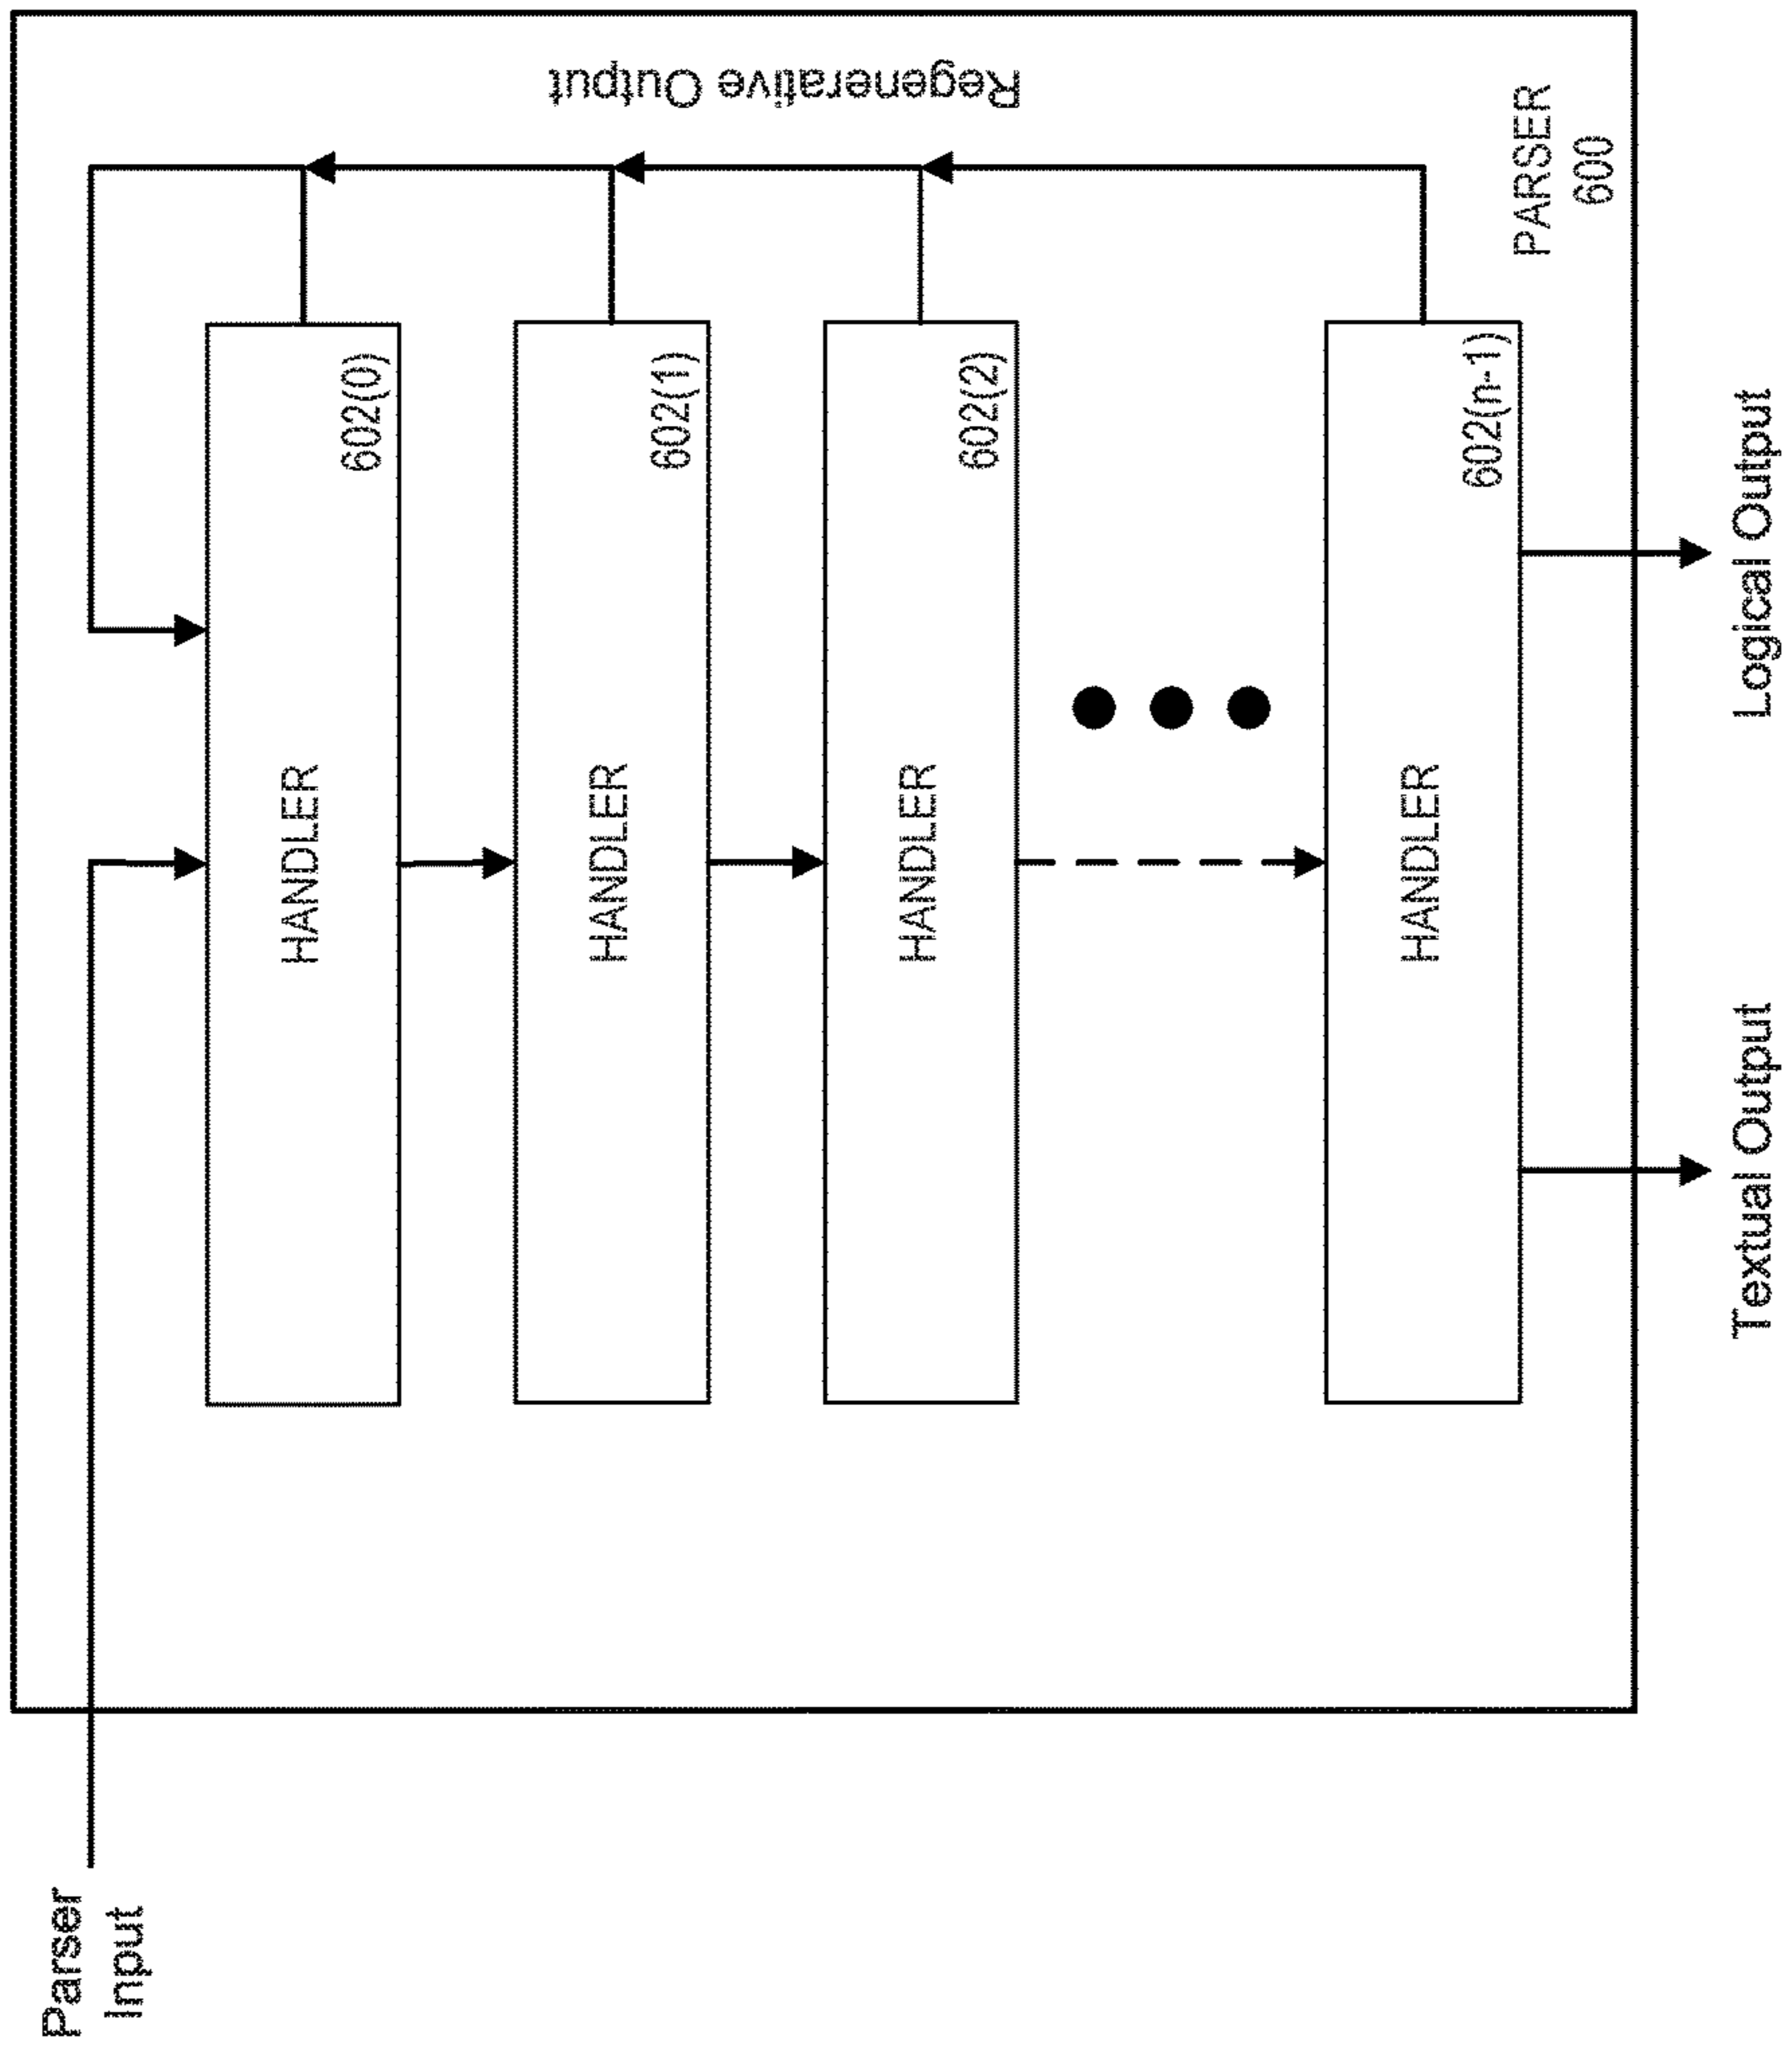 Parser
Input
HANDLER
602(0)
HANDLER
602(1)
HANDLER
602(2)
HANDLER
602(n-1)
Regenerative Output
PARSER
600
Textual Output
Logical Output